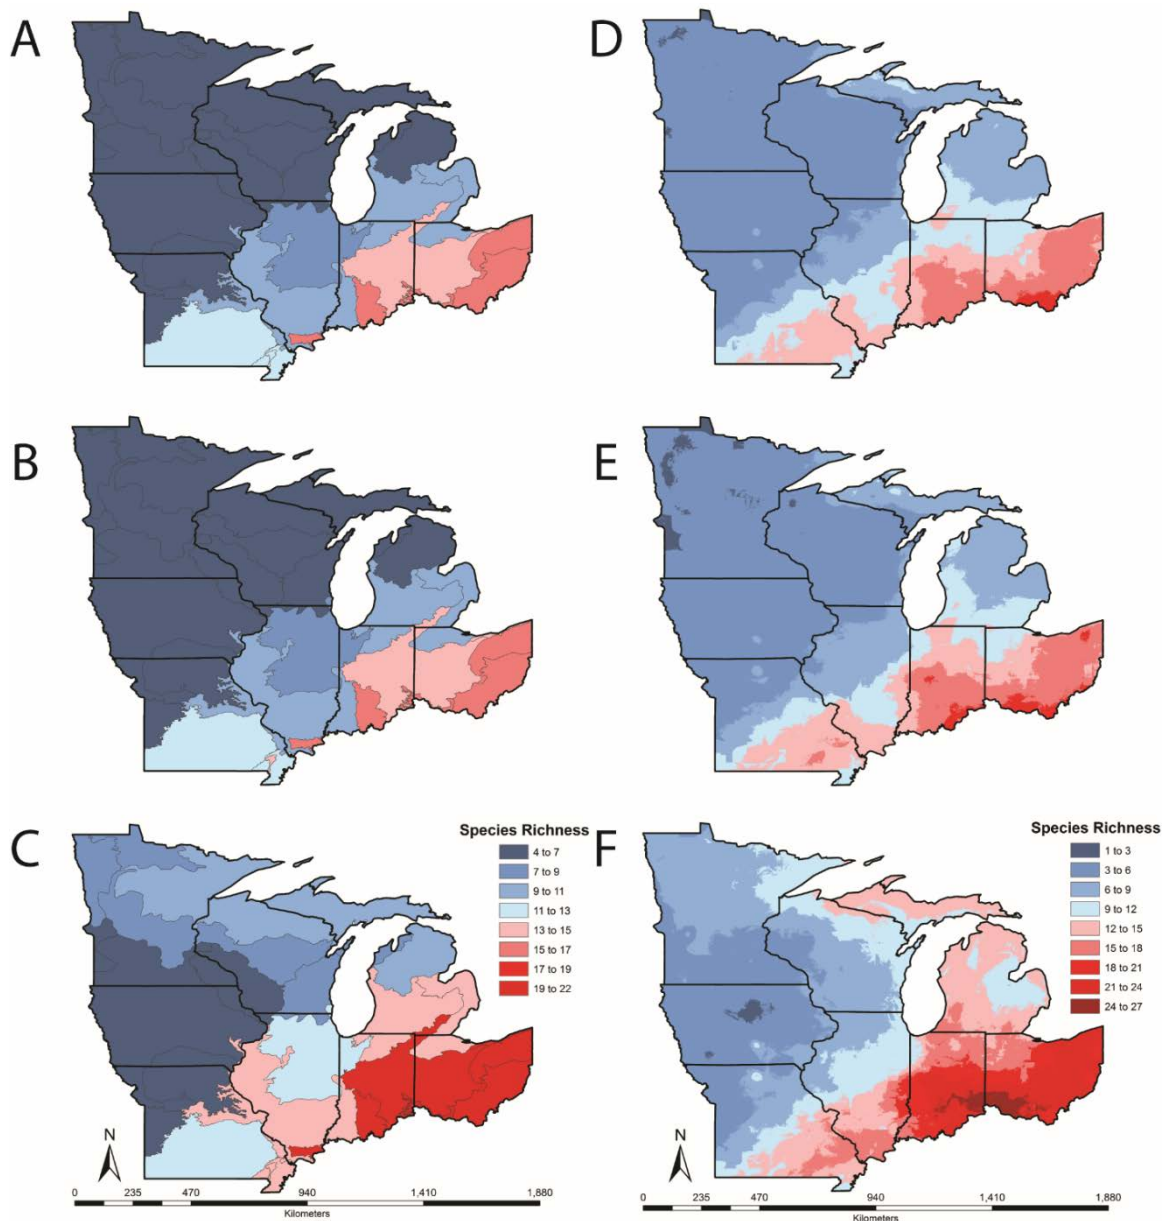 A
D
B
E
C
Species Richness
4 to 7
7 to 9
9 to 11
11 to 13
13 to 15
15 to 17
17 to 19
19 to 22
N
0 235 470 940 1,410 1,880
Kilometers
F
Species Richness
1 to 3
3 to 6
6 to 9
9 to 12
12 to 15
15 to 18
18 to 21
21 to 24
24 to 27
N
0 235 470 940 1,410 1,880
Kilometers